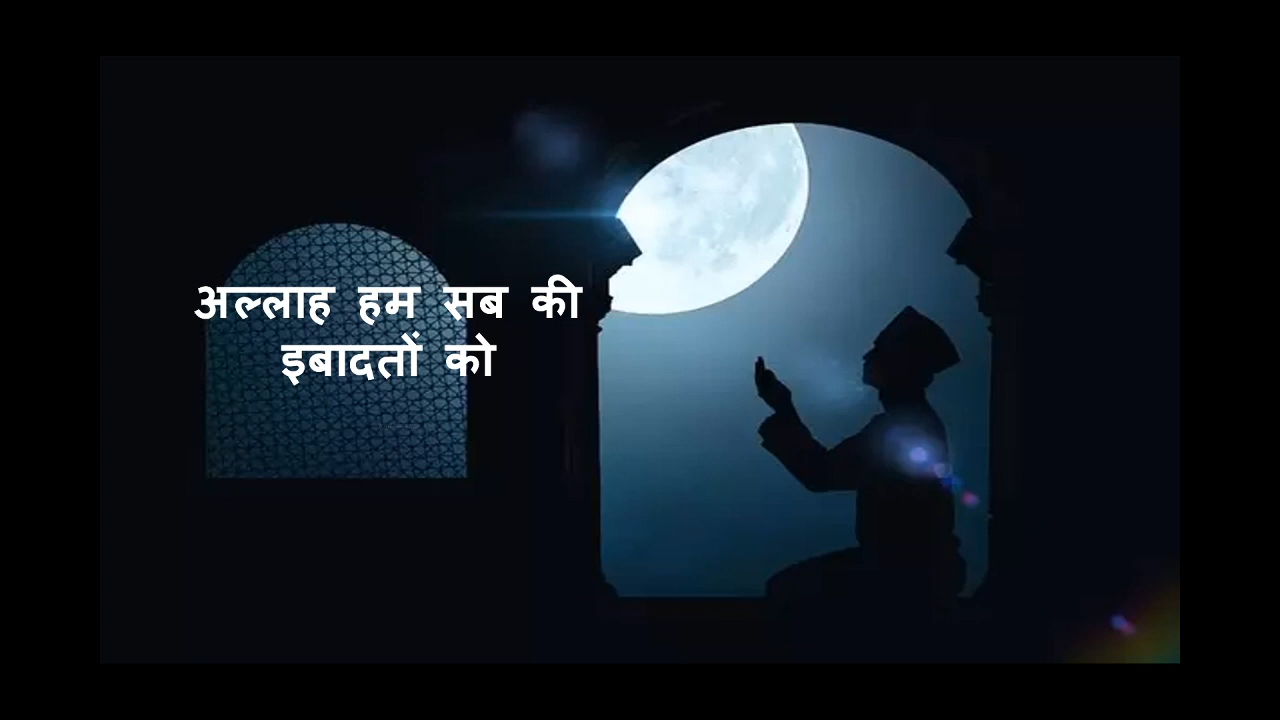 अल्लाह हम सब की
इबादतों को